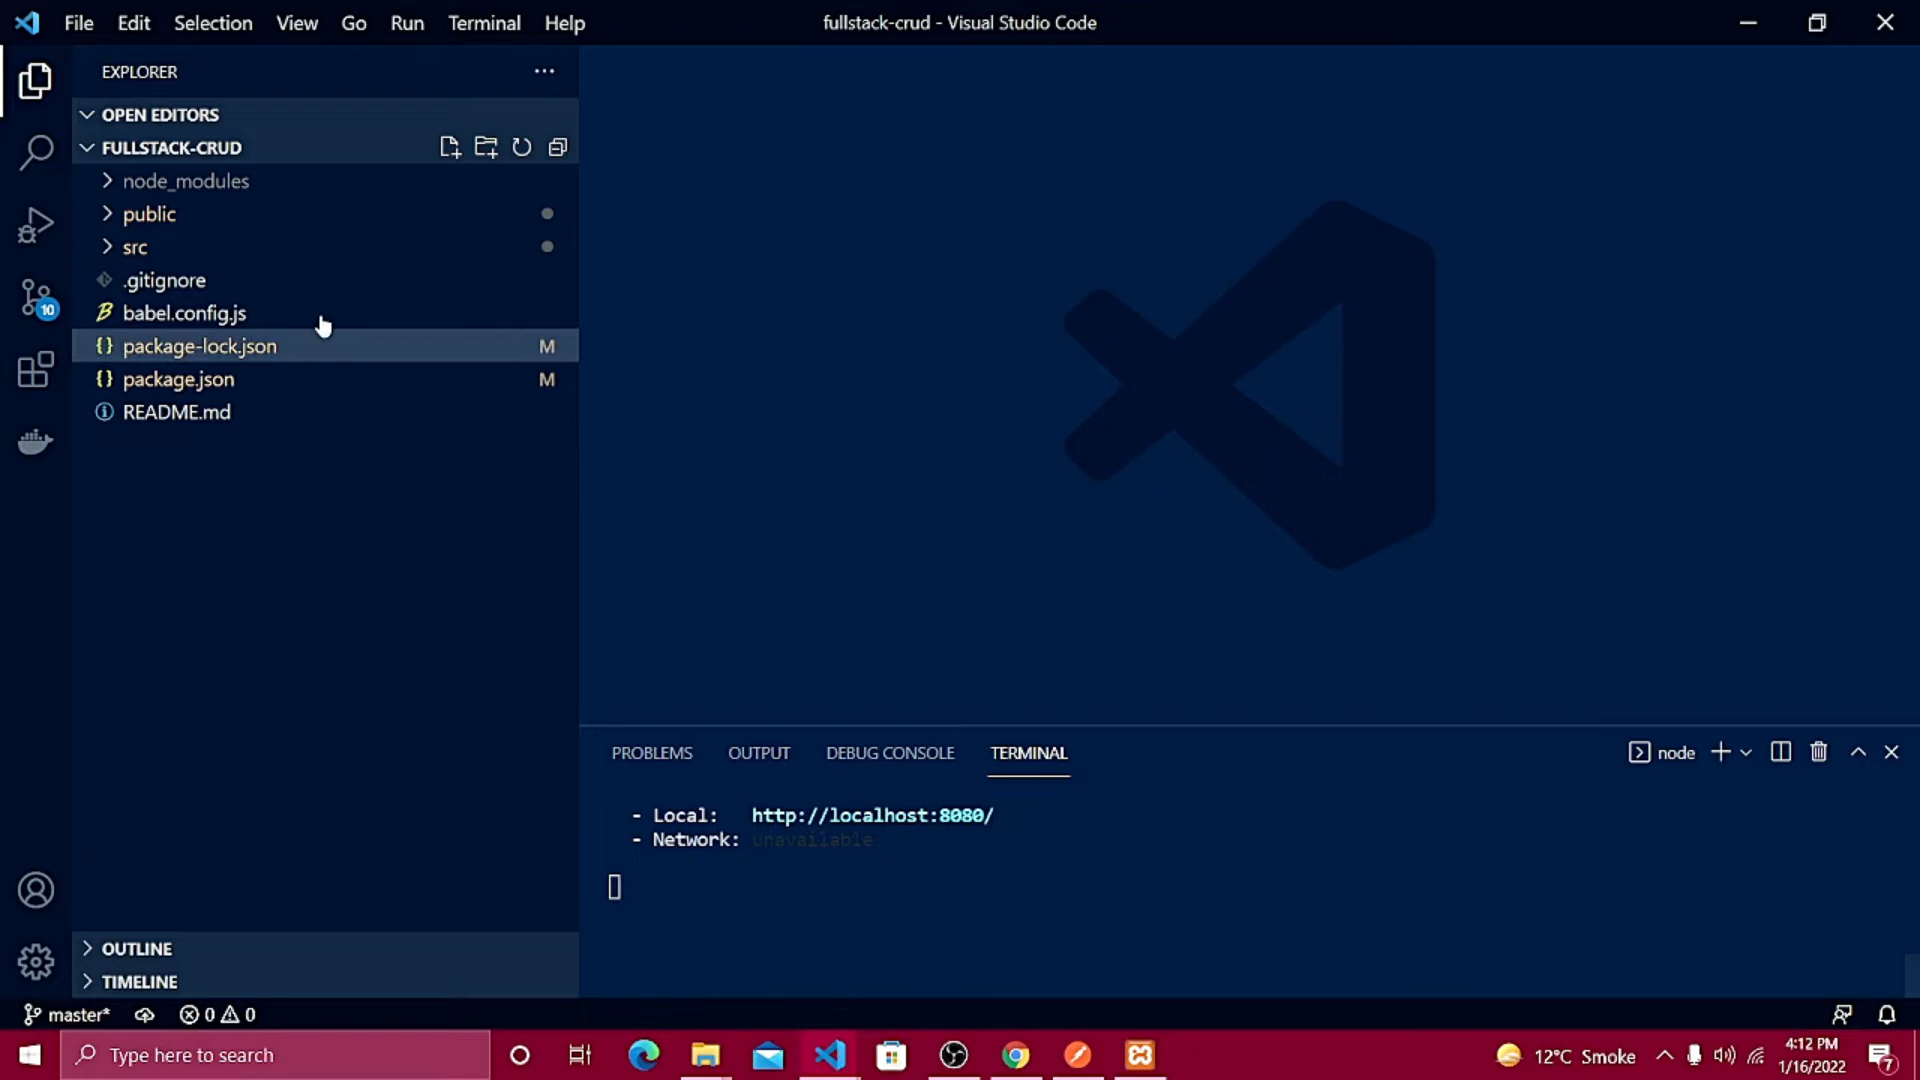 File Edit Selection View Go Run Terminal Help
fullstack-crud - Visual Studio Code
EXPLORER
OPEN EDITORS
FULLSTACK-CRUD
node_modules
public
src
.gitignore
babel.config.js
package-lock.json M
package.json M
README.md
10
PROBLEMS OUTPUT DEBUG CONSOLE TERMINAL
node
- Local: http://localhost:8080/
- Network: unavailable
OUTLINE
TIMELINE
master* 0 0
Type here to search
12°C Smoke
4:12 PM
1/16/2022
7